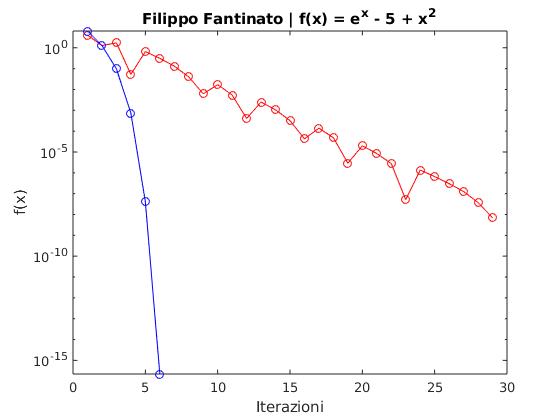 Filippo Fantinato | f(x) = e^x - 5 + x^2
f(x)
10^0
10^-5
10^-10
10^-15
0 5 10 15 20 25 30
Iterazioni